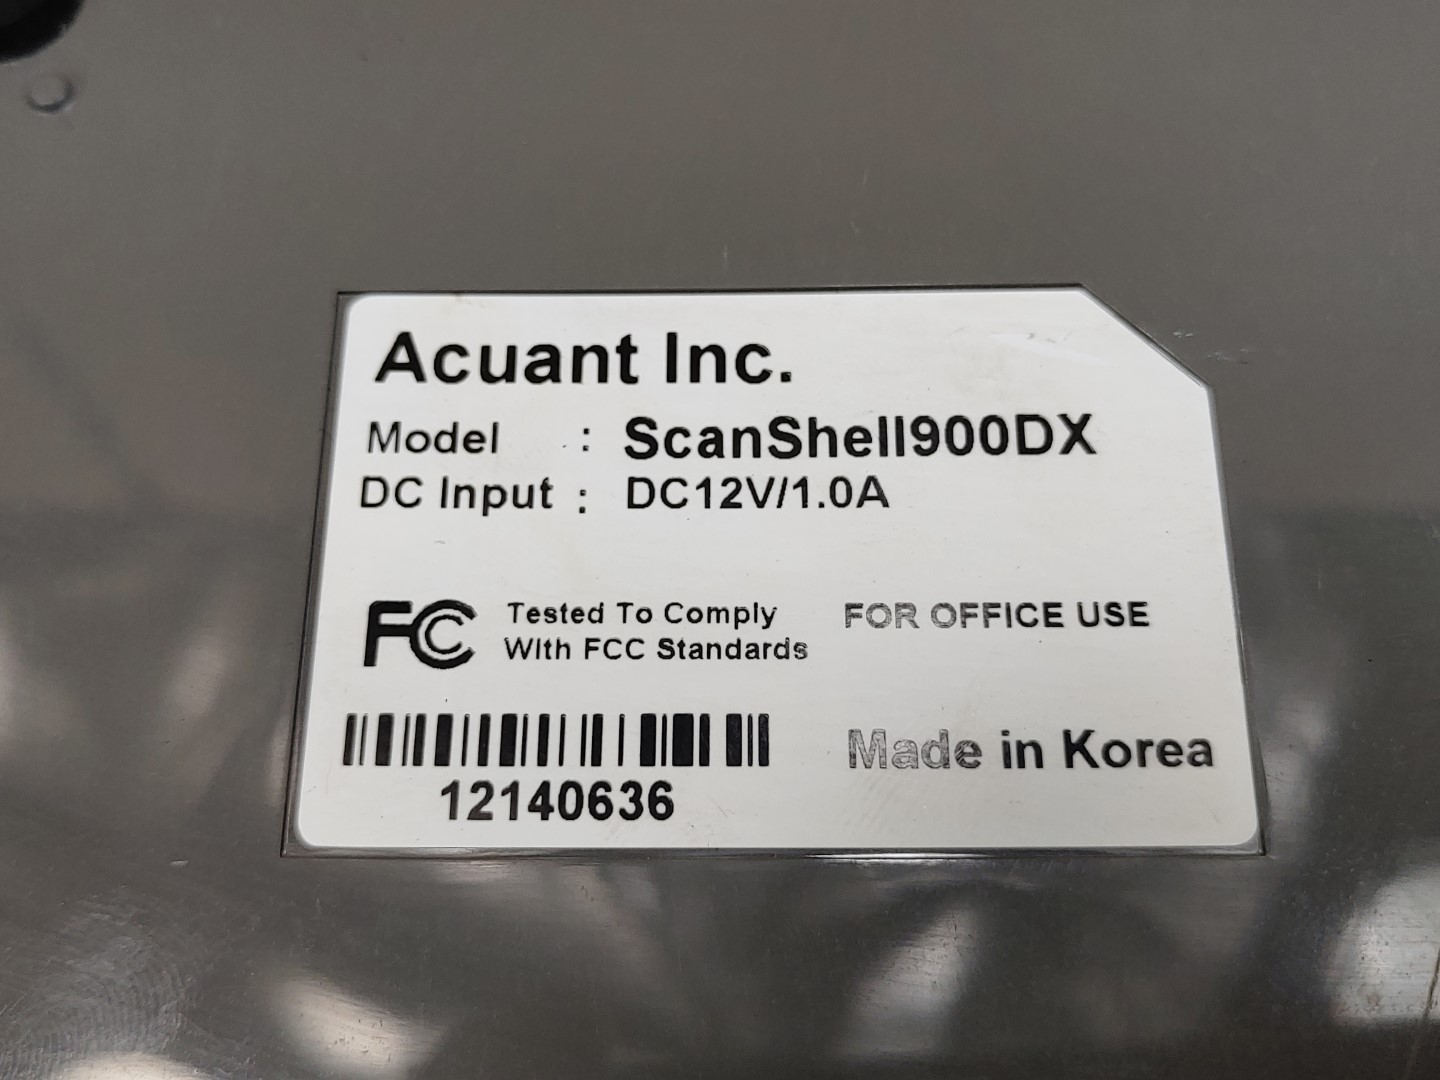 Acuant Inc.
Model : ScanShell900DX
DC Input : DC12V/1.0A
FC Tested To Comply
WIth FCC Standards
FOR OFFICE USE
12140636
Made in Korea